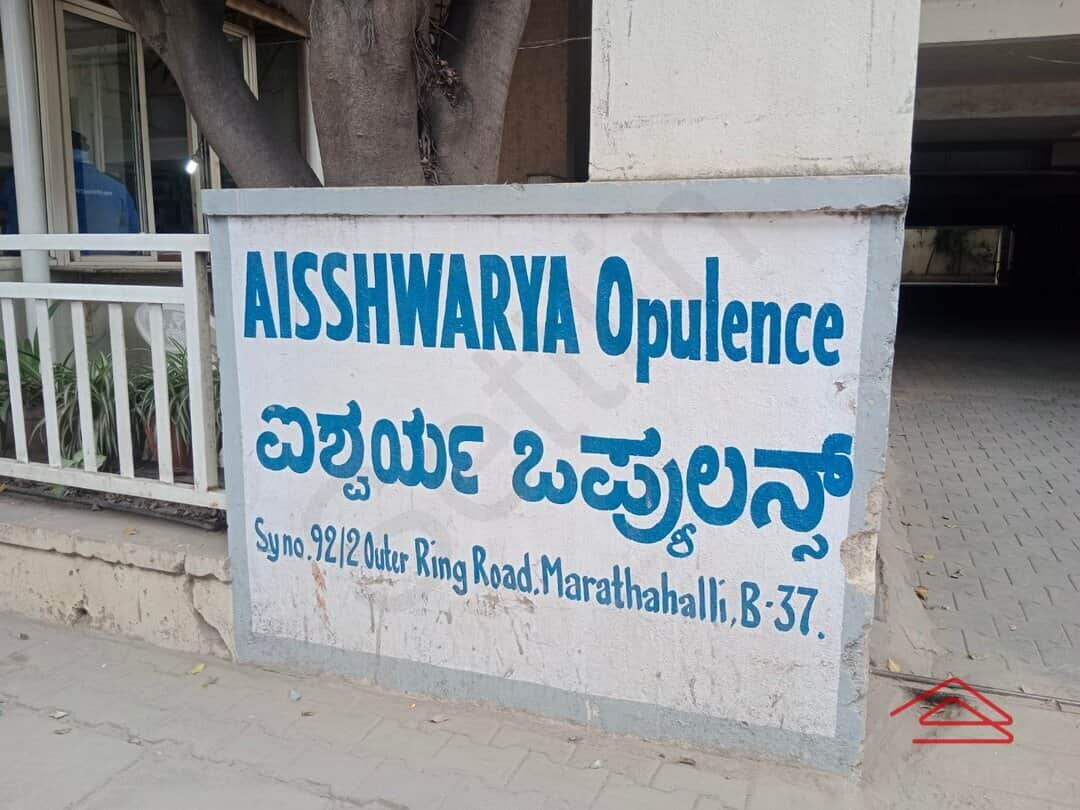 AISSHWARYA Opulence
ಐಶ್ವರ್ಯ ಒಪ್ಯುಲನ್ಸ್
Sy no. 92/2 Outer Ring Road, Marathahalli, B-37.